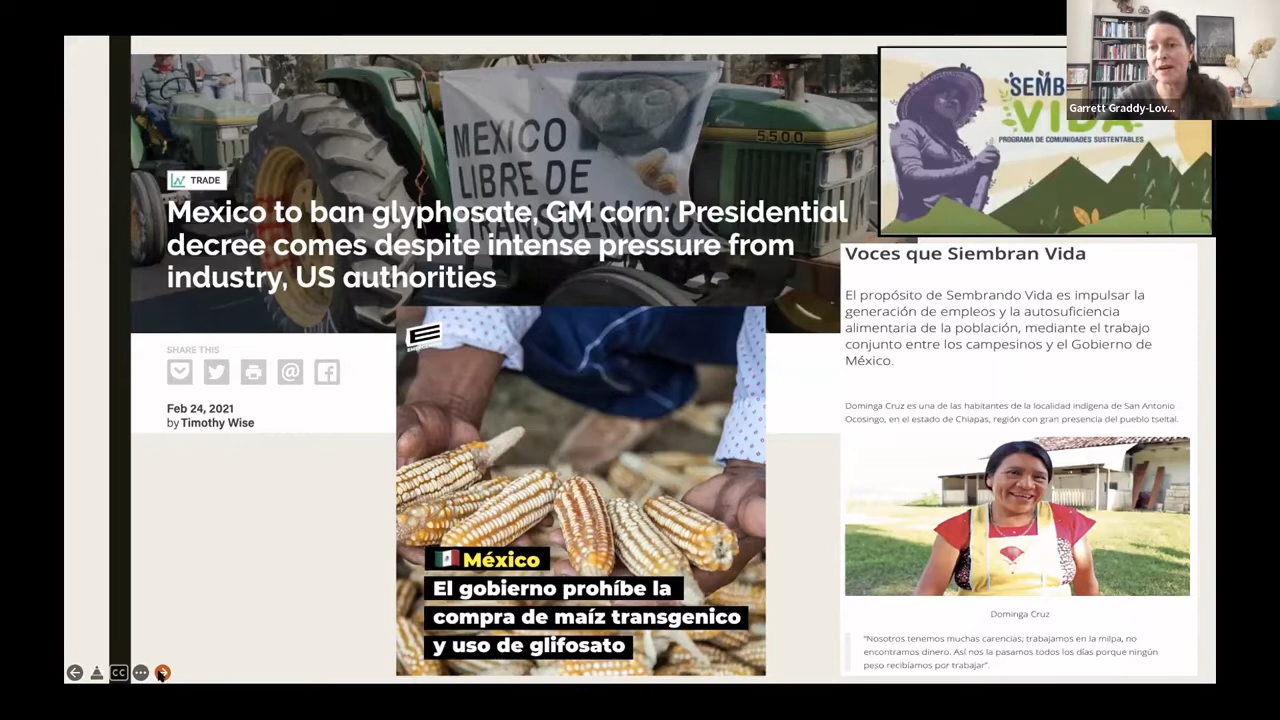 MEXICO
LIBRE DE
TRANSGENICO
5500
TRADE
Mexico to ban glyphosate, GM corn: Presidential
decree comes despite intense pressure from
industry, US authorities
SHARE THIS
Feb 24, 2021
by Timothy Wise
México
El gobierno prohíbe la
compra de maíz transgenico
y uso de glifosato
SEMB
VIDA
PROGRAMA DE COMUNIDADES SUSTENTABLES
Garrett Graddy-Lov...
Voces que Siembran Vida
El propósito de Sembrando Vida es impulsar la
generación de empleos y la autosuficiencia
alimentaria de la población, mediante el trabajo
conjunto entre los campesinos y el Gobierno de
México.
Dominga Cruz es una de las habitantes de la localidad indígena de San Antonio
Ocosingo, en el estado de Chiapas, región con gran presencia del pueblo tseltal.
Dominga Cruz
"Nosotros tenemos muchas carencias; trabajamos en la milpa, no
encontramos dinero. Así nos la pasamos todos los días porque ningún
peso recibíamos por trabajar".
CC